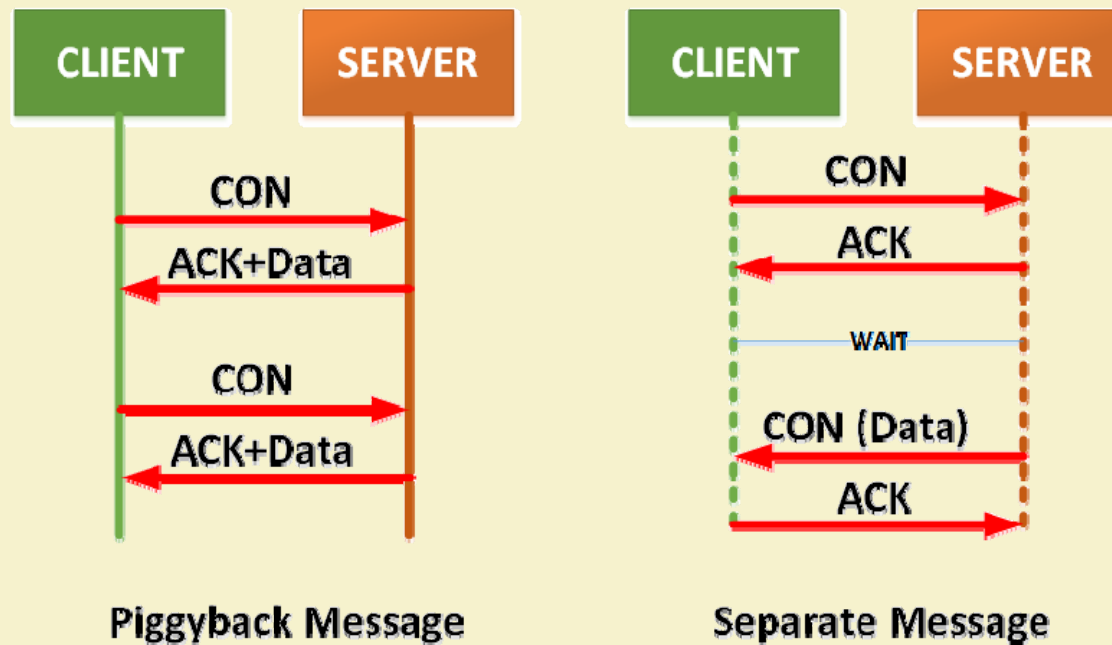 CLIENT
SERVER
CON
ACK+Data
CON
ACK+Data
Piggyback Message
CLIENT
SERVER
CON
ACK
WAIT
CON (Data)
ACK
Separate Message